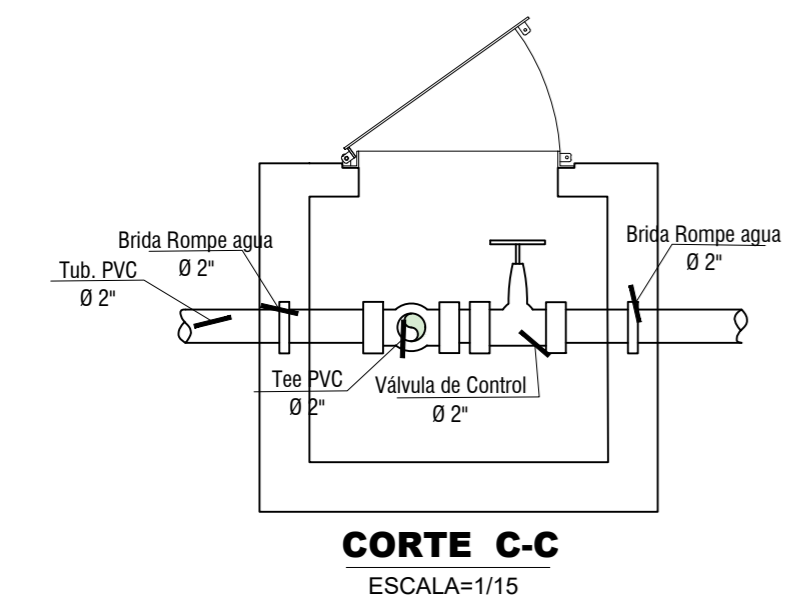 Brida Rompe agua
Ø 2"
Brida Rompe agua
Ø 2"
Tub. PVC
Ø 2"
Tee PVC
Ø 2"
Válvula de Control
Ø 2"
CORTE C-C
ESCALA=1/15